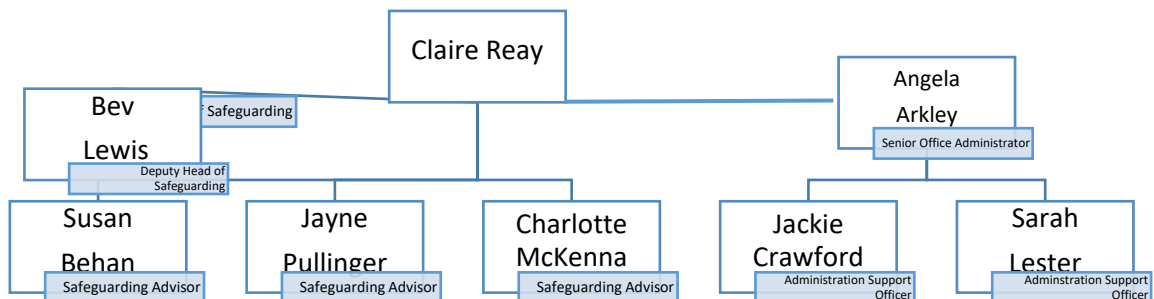 Claire Reay
Safeguarding
Bev
Lewis
Deputy Head of
Safeguarding
Angela
Arkley
Senior Office Administrator
Susan
Behan
Safeguarding Advisor
Jayne
Pullinger
Safeguarding Advisor
Charlotte
McKenna
Safeguarding Advisor
Jackie
Crawford
Administration Support
Officer
Sarah
Lester
Adminstration Support
Officer